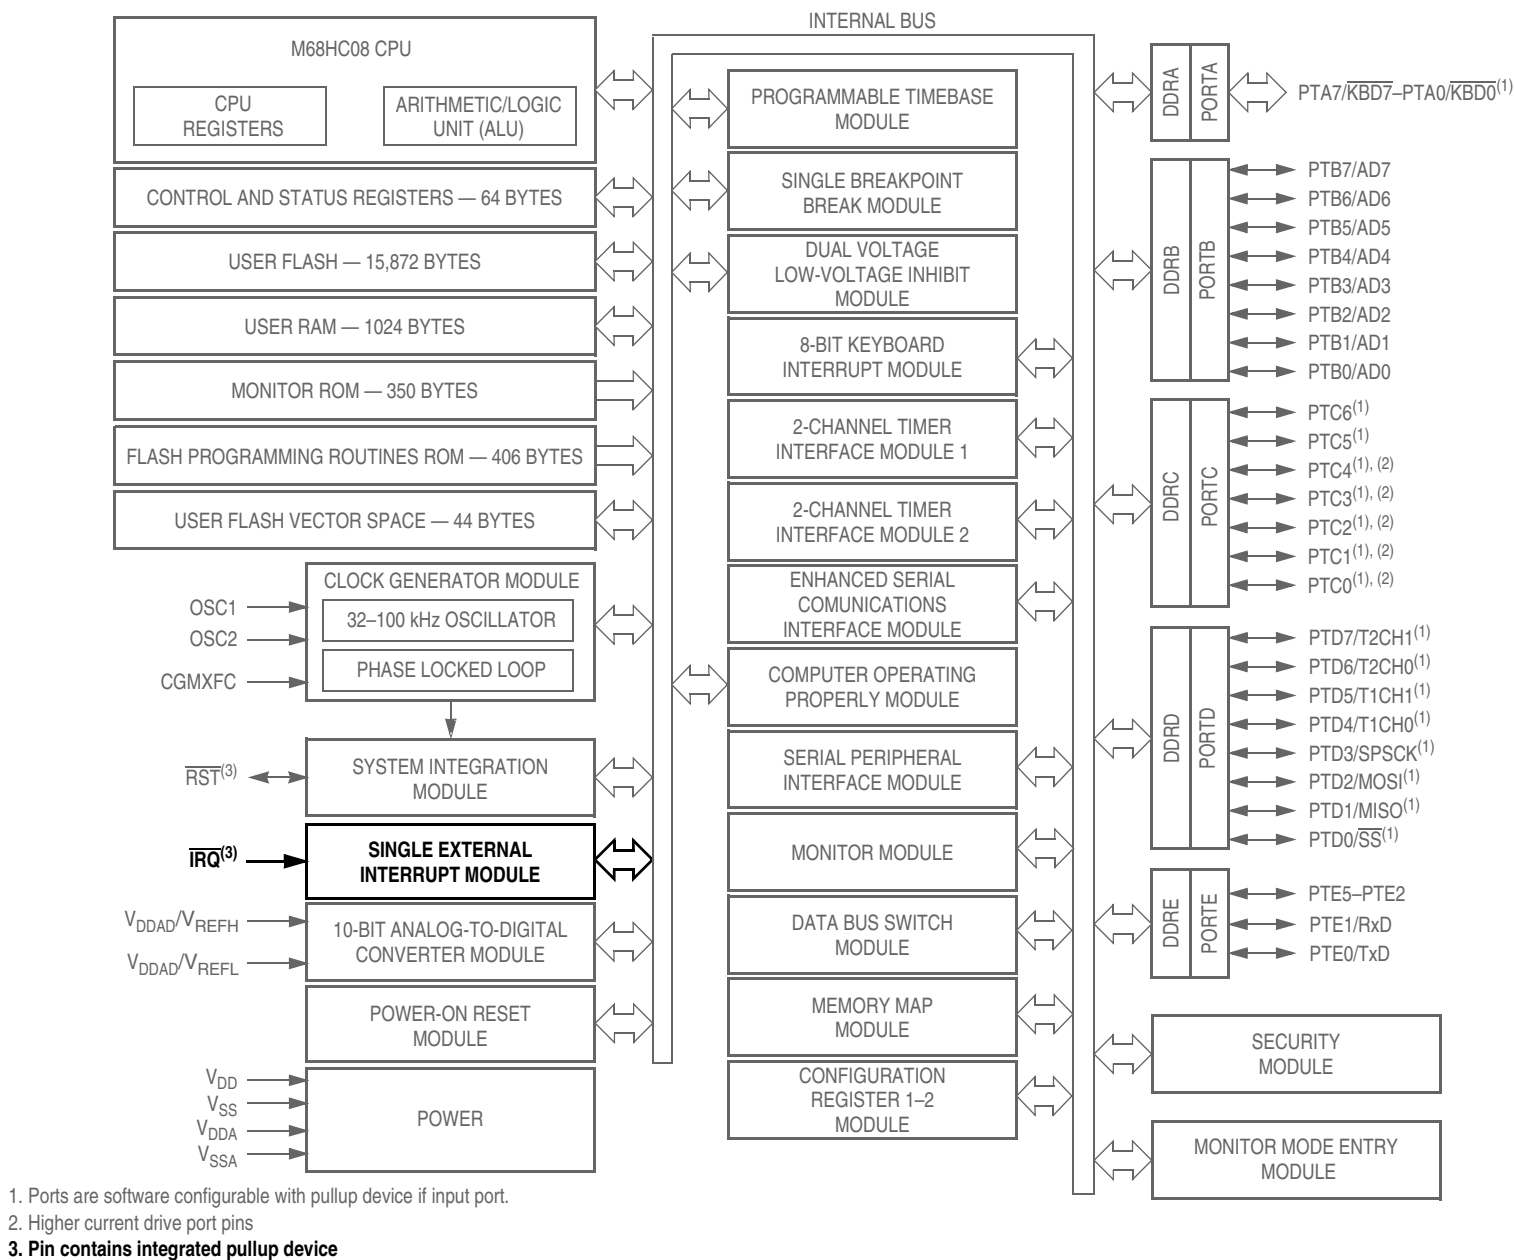 INTERNAL BUS
M68HC08 CPU
CPU
REGISTERS
ARITHMETIC/LOGIC
UNIT (ALU)
CONTROL AND STATUS REGISTERS — 64 BYTES
USER FLASH — 15,872 BYTES
USER RAM — 1024 BYTES
MONITOR ROM — 350 BYTES
FLASH PROGRAMMING ROUTINES ROM — 406 BYTES
USER FLASH VECTOR SPACE — 44 BYTES
CLOCK GENERATOR MODULE
32–100 kHz OSCILLATOR
PHASE LOCKED LOOP
OSC1
OSC2
CGMXFC
SYSTEM INTEGRATION
MODULE
RST(3)
SINGLE EXTERNAL
INTERRUPT MODULE
IRQ(3)
10-BIT ANALOG-TO-DIGITAL
CONVERTER MODULE
VDDAD/VREFH
VDDAD/VREFL
POWER-ON RESET
MODULE
POWER
VDD
VSS
VDDA
VSSA
PROGRAMMABLE TIMEBASE
MODULE
SINGLE BREAKPOINT
BREAK MODULE
DUAL VOLTAGE
LOW-VOLTAGE INHIBIT
MODULE
8-BIT KEYBOARD
INTERRUPT MODULE
2-CHANNEL TIMER
INTERFACE MODULE 1
2-CHANNEL TIMER
INTERFACE MODULE 2
ENHANCED SERIAL
COMUNICATIONS
INTERFACE MODULE
COMPUTER OPERATING
PROPERLY MODULE
SERIAL PERIPHERAL
INTERFACE MODULE
MONITOR MODULE
DATA BUS SWITCH
MODULE
MEMORY MAP
MODULE
CONFIGURATION
REGISTER 1–2
MODULE
DDRA
PORTA
PTA7/KBD7–PTA0/KBD0(1)
DDRB
PORTB
PTB7/AD7
PTB6/AD6
PTB5/AD5
PTB4/AD4
PTB3/AD3
PTB2/AD2
PTB1/AD1
PTB0/AD0
DDRC
PORTC
PTC6(1)
PTC5(1)
PTC4(1), (2)
PTC3(1), (2)
PTC2(1), (2)
PTC1(1), (2)
PTC0(1), (2)
DDRD
PORTD
PTD7/T2CH1(1)
PTD6/T2CH0(1)
PTD5/T1CH1(1)
PTD4/T1CH0(1)
PTD3/SPSCK(1)
PTD2/MOSI(1)
PTD1/MISO(1)
PTD0/SS(1)
DDRE
PORTE
PTE5–PTE2
PTE1/RxD
PTE0/TxD
SECURITY
MODULE
MONITOR MODE ENTRY
MODULE
1. Ports are software configurable with pullup device if input port.
2. Higher current drive port pins
3. Pin contains integrated pullup device